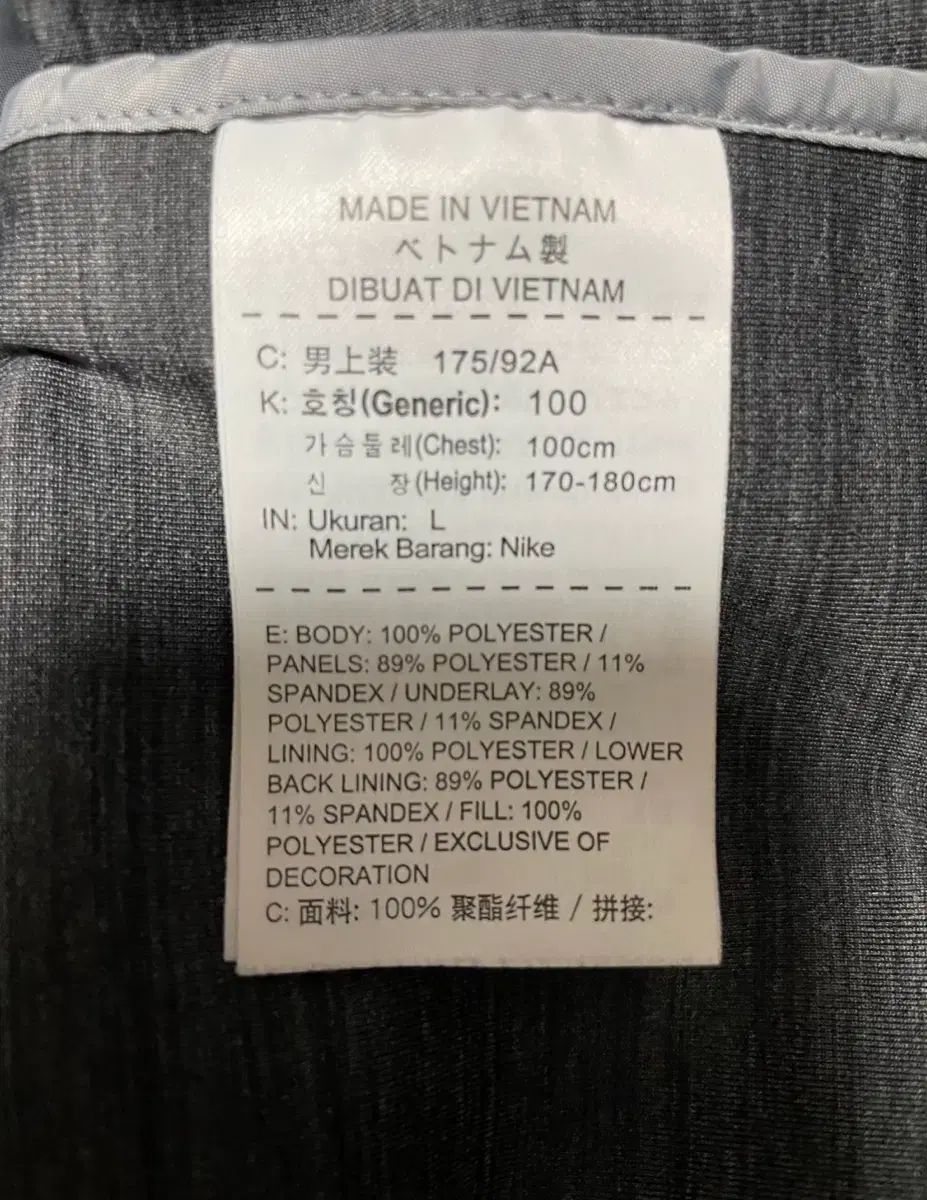 MADE IN VIETNAM
ベトナム製
DIBUAT DI VIETNAM
C: 男上装 175/92A
K: 호칭(Generic): 100
가슴둘레(Chest): 100cm
신 장(Height): 170-180cm
IN: Ukuran: L
Merek Barang: Nike
E: BODY: 100% POLYESTER /
PANELS: 89% POLYESTER / 11%
SPANDEX / UNDERLAY: 89%
POLYESTER / 11% SPANDEX /
LINING: 100% POLYESTER / LOWER
BACK LINING: 89% POLYESTER /
11% SPANDEX / FILL: 100%
POLYESTER / EXCLUSIVE OF
DECORATION
C: 面料: 100% 聚酯纤维 / 拼接: